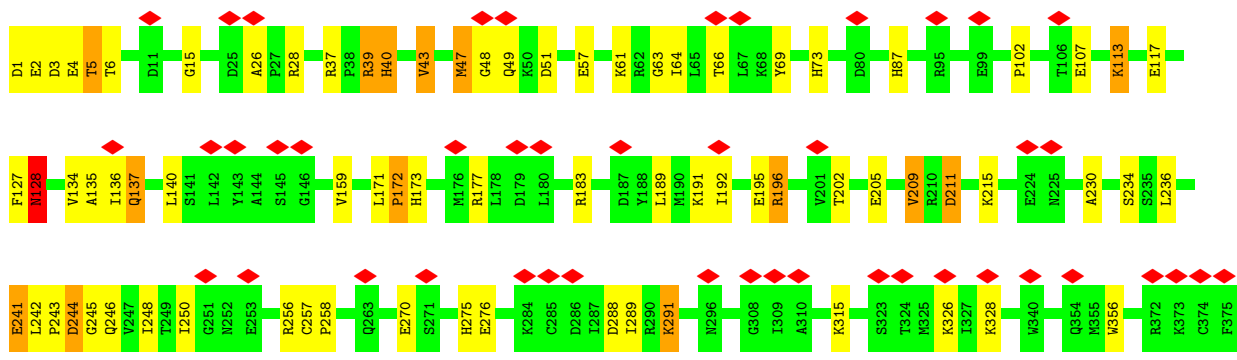 D1 E2 D3 E4 T5 T6 D11 G15 D25 A26 P27 R28 R37 P38 R39 H40 V43 M47 G48 Q49 K50 D51 E57 K61 R62 G63 I64 L65 T66 L67 K68 Y69 H73 D80 H87 R95 E99 P102 T106 E107 K113 E117
F127 N128 V134 A135 I136 Q137 L140 S141 L142 Y143 A144 S145 G146 V159 L171 P172 H173 M176 R177 L178 D179 L180 R183 D187 Y188 L189 M190 K191 I192 E195 R196 V201 T202 E205 V209 R210 D211 K215 E224 N225 A230 S234 S235 L236
E241 L242 P243 D244 G245 Q246 V247 I248 T249 I250 G251 N252 E253 R256 C257 P258 Q263 E270 S271 H275 E276 K284 C285 D286 I287 D288 I289 R290 K291 N296 G308 I309 A310 K315 S323 T324 M325 K326 I327 K328 W340 Q354 M355 W356 R372 K373 C374 F375